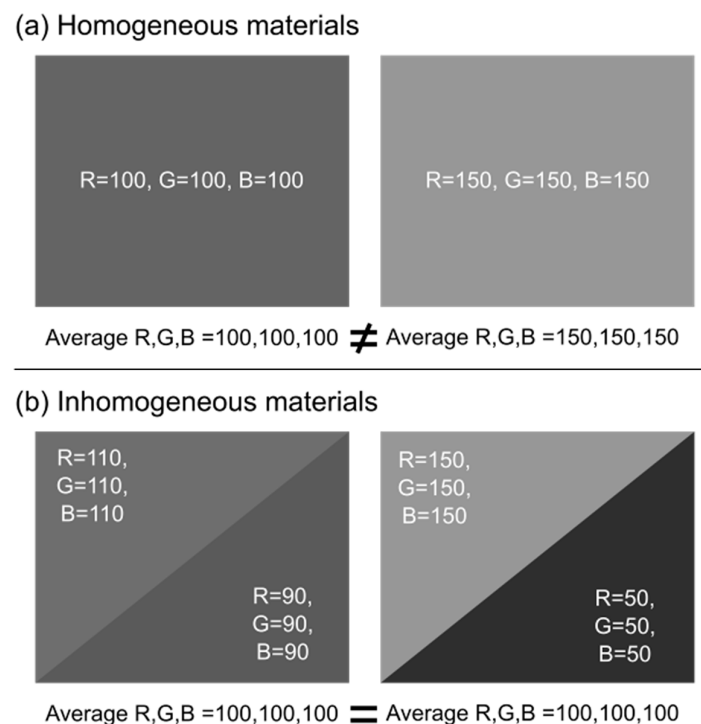 (a) Homogeneous materials
R=100, G=100, B=100
R=150, G=150, B=150
Average R,G,B =100,100,100 ≠ Average R,G,B =150,150,150
(b) Inhomogeneous materials
R=110,
G=110,
B=110
R=90,
G=90,
B=90
R=150,
G=150,
B=150
R=50,
G=50,
B=50
Average R,G,B =100,100,100 = Average R,G,B =100,100,100